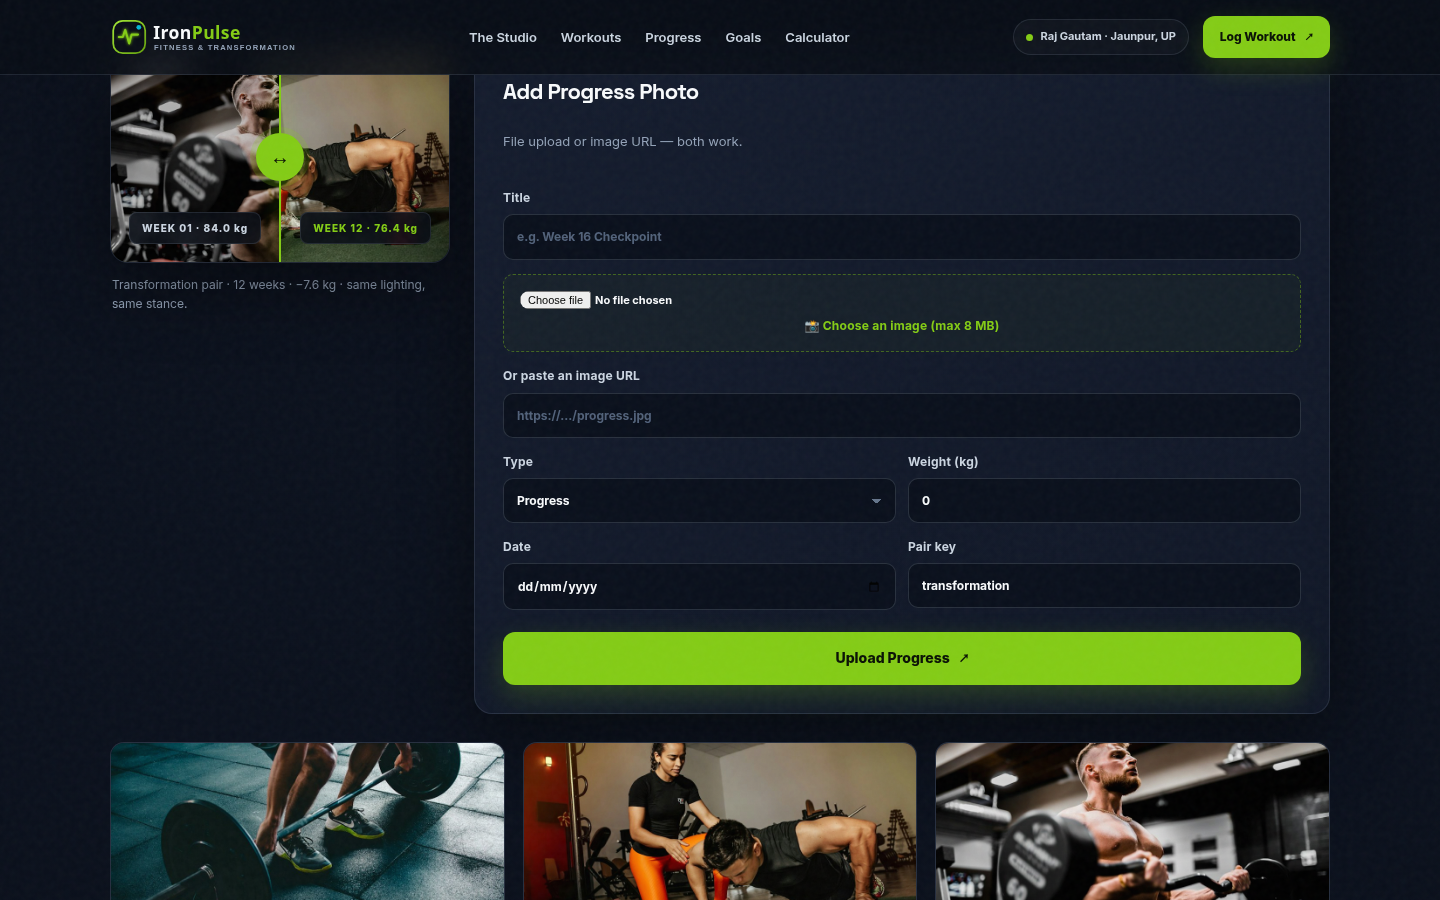 IronPulse
FITNESS & TRANSFORMATION
The Studio
Workouts
Progress
Goals
Calculator
Raj Gautam · Jaunpur, UP
Log Workout ↗
↔
WEEK 01 · 84.0 kg
WEEK 12 · 76.4 kg
Transformation pair · 12 weeks · −7.6 kg · same lighting,
same stance.
Add Progress Photo
File upload or image URL — both work.
Title
e.g. Week 16 Checkpoint
Choose file No file chosen
📸 Choose an image (max 8 MB)
Or paste an image URL
https://.../progress.jpg
Type
Progress
Weight (kg)
0
Date
dd/mm/yyyy
Pair key
transformation
Upload Progress ↗